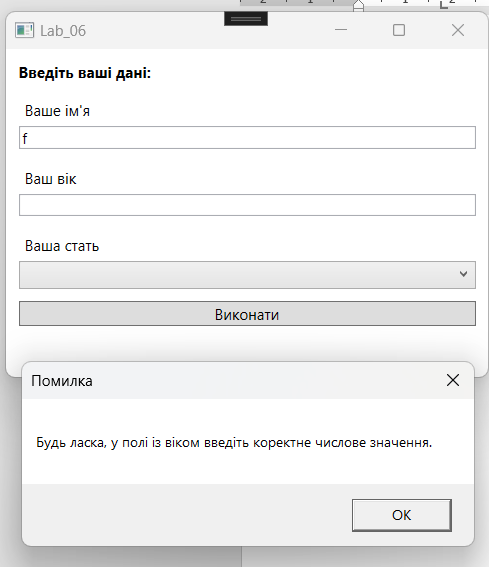 Lab_06
Введіть ваші дані:
Ваше ім'я
f
Ваш вік
Ваша стать
Виконати
Помилка
Будь ласка, у полі із віком введіть коректне числове значення.
OK